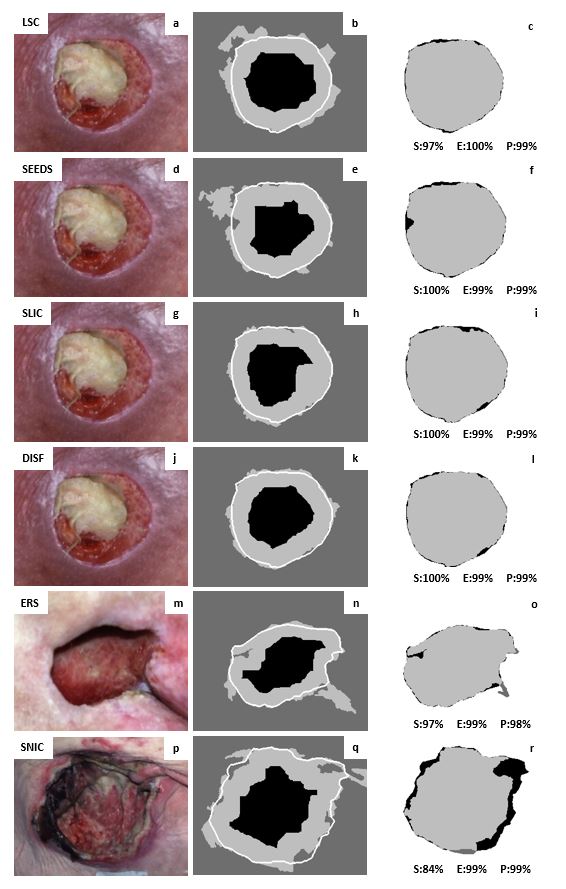 LSC a b c
S:97% E:100% P:99%
SEEDS d e f
S:100% E:99% P:99%
SLIC g h i
S:100% E:99% P:99%
DISF j k l
S:100% E:99% P:99%
ERS m n o
S:97% E:99% P:98%
SNIC p q r
S:84% E:99% P:99%